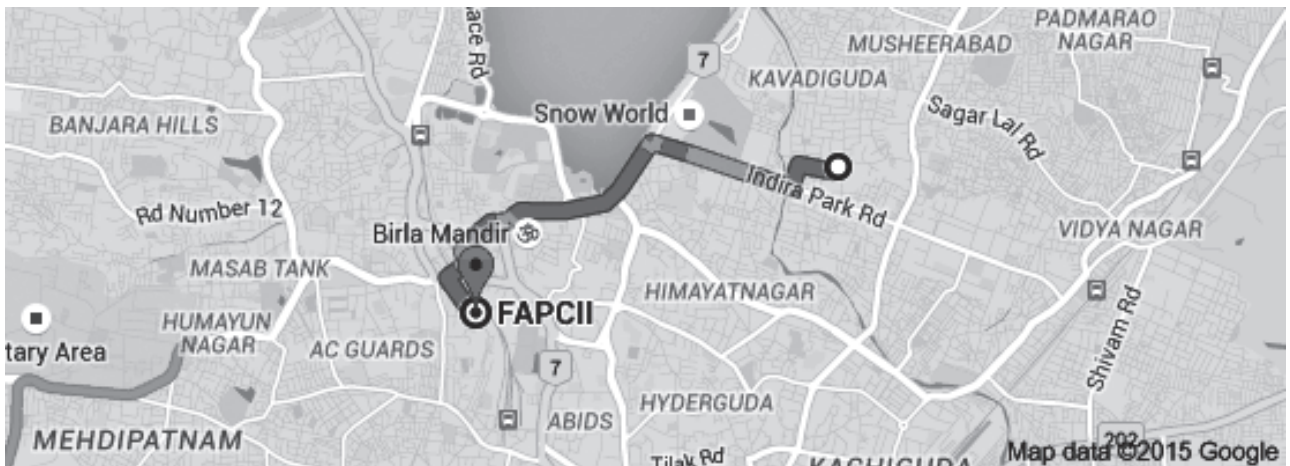 PADMARAO
NAGAR
ace Rd
MUSHEERABAD
7
KAVADIGUDA
Snow World
Sagar Lal Rd
BANJARA HILLS
Indira Park Rd
Rd Number 12
Birla Mandir ॐ
VIDYA NAGAR
MASAB TANK
HIMAYATNAGAR
FAPCII
HUMAYUN
NAGAR
AC GUARDS
Shivam Rd
tary Area
7
HYDERGUDA
ABIDS
MEHDIPATNAM
202
Tilak Rd
KACHIGUDA
Map data ©2015 Google